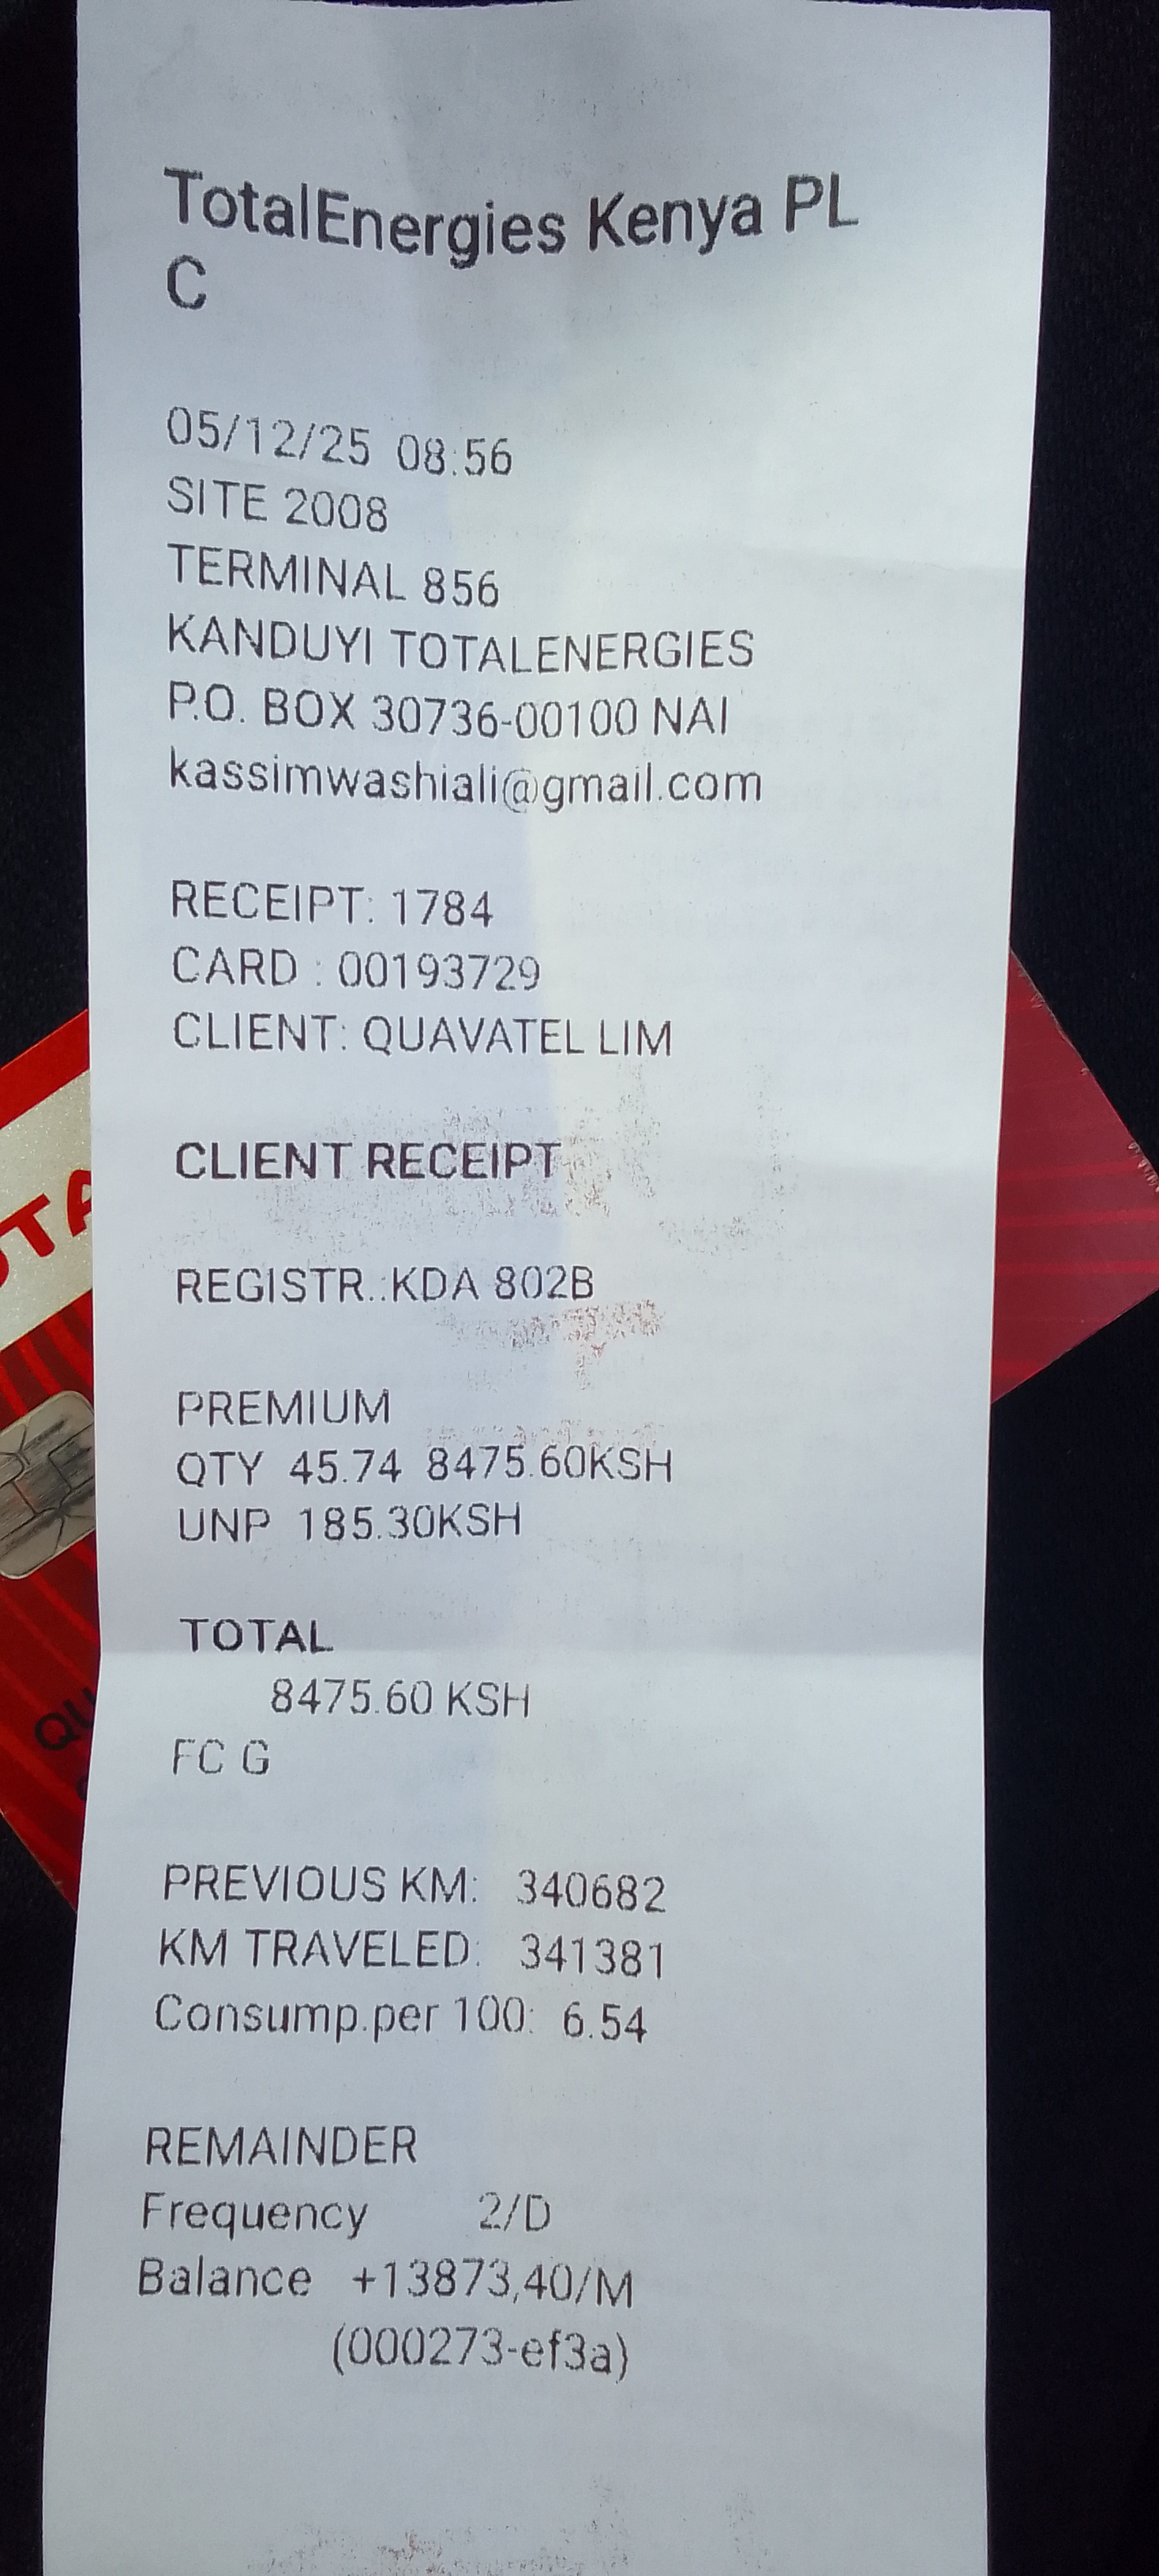 TotalEnergies Kenya PL
C
05/12/25 08:56
SITE 2008
TERMINAL 856
KANDUYI TOTALENERGIES
P.O. BOX 30736-00100 NAI
kassimwashiali@gmail.com
RECEIPT: 1784
CARD : 00193729
CLIENT: QUAVATEL LIM
CLIENT RECEIPT
REGISTR.:KDA 802B
PREMIUM
QTY 45.74 8475.60KSH
UNP 185.30KSH
TOTAL
8475.60 KSH
FC G
PREVIOUS KM: 340682
KM TRAVELED: 341381
Consump.per 100: 6.54
REMAINDER
Frequency 2/D
Balance +13873,40/M
(000273-ef3a)